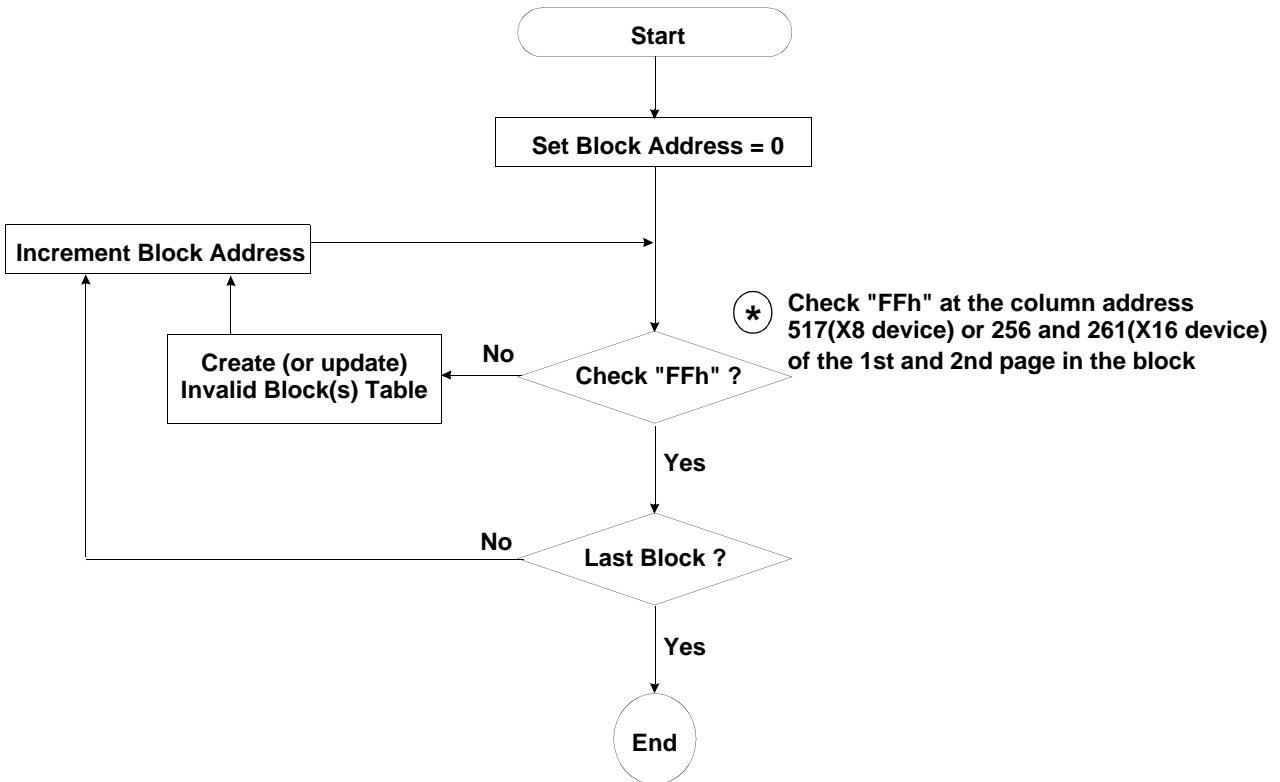 Start
Set Block Address = 0
Increment Block Address
*
Check "FFh" at the column address
517(X8 device) or 256 and 261(X16 device)
of the 1st and 2nd page in the block
Create (or update)
Invalid Block(s) Table
No
Check "FFh" ?
Yes
No
Last Block ?
Yes
End